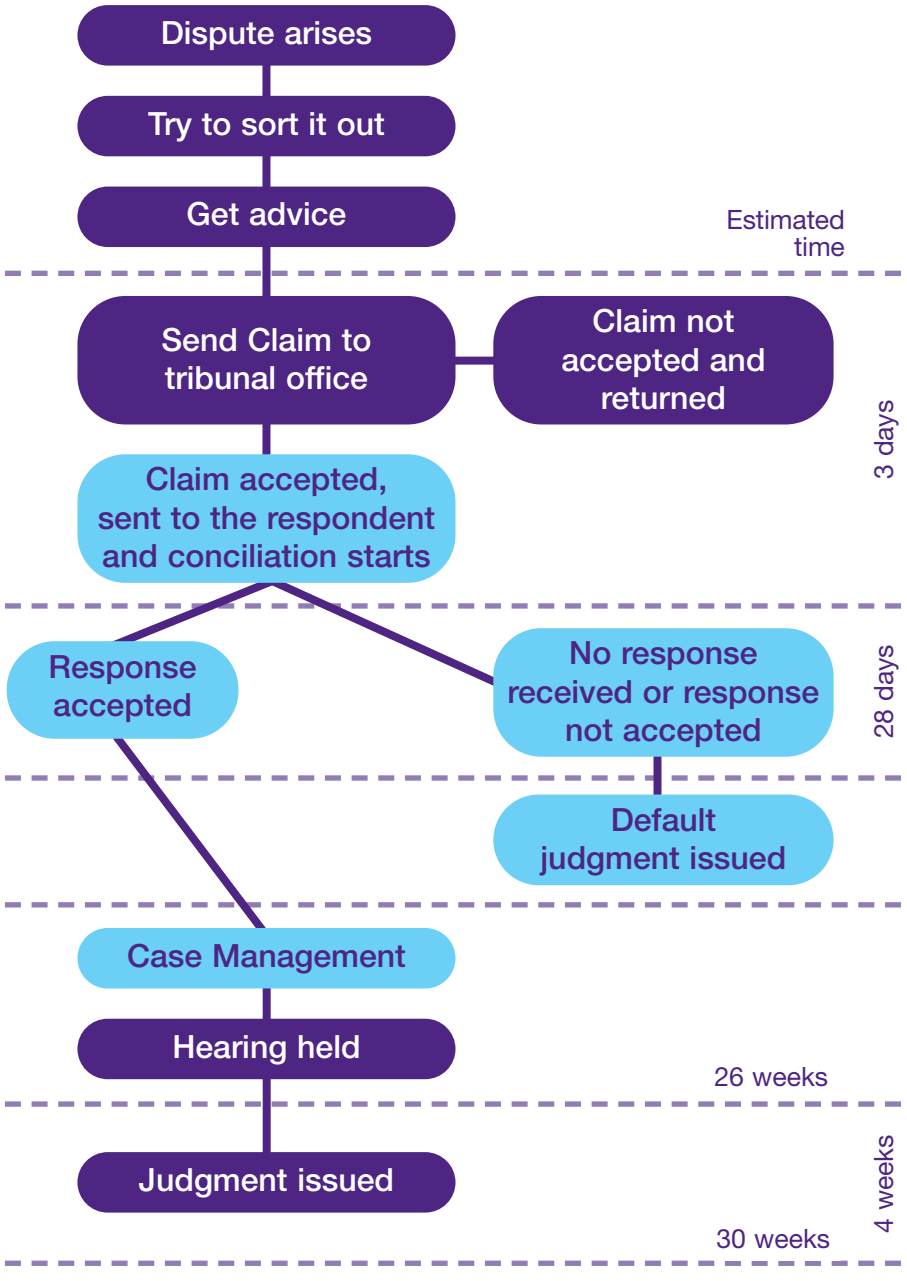 Dispute arises
Try to sort it out
Get advice
Estimated
time
Send Claim to
tribunal office
Claim not
accepted and
returned
3 days
Claim accepted,
sent to the respondent
and conciliation starts
Response
accepted
No response
received or response
not accepted
28 days
Default
judgment issued
Case Management
Hearing held
26 weeks
Judgment issued
4 weeks
30 weeks